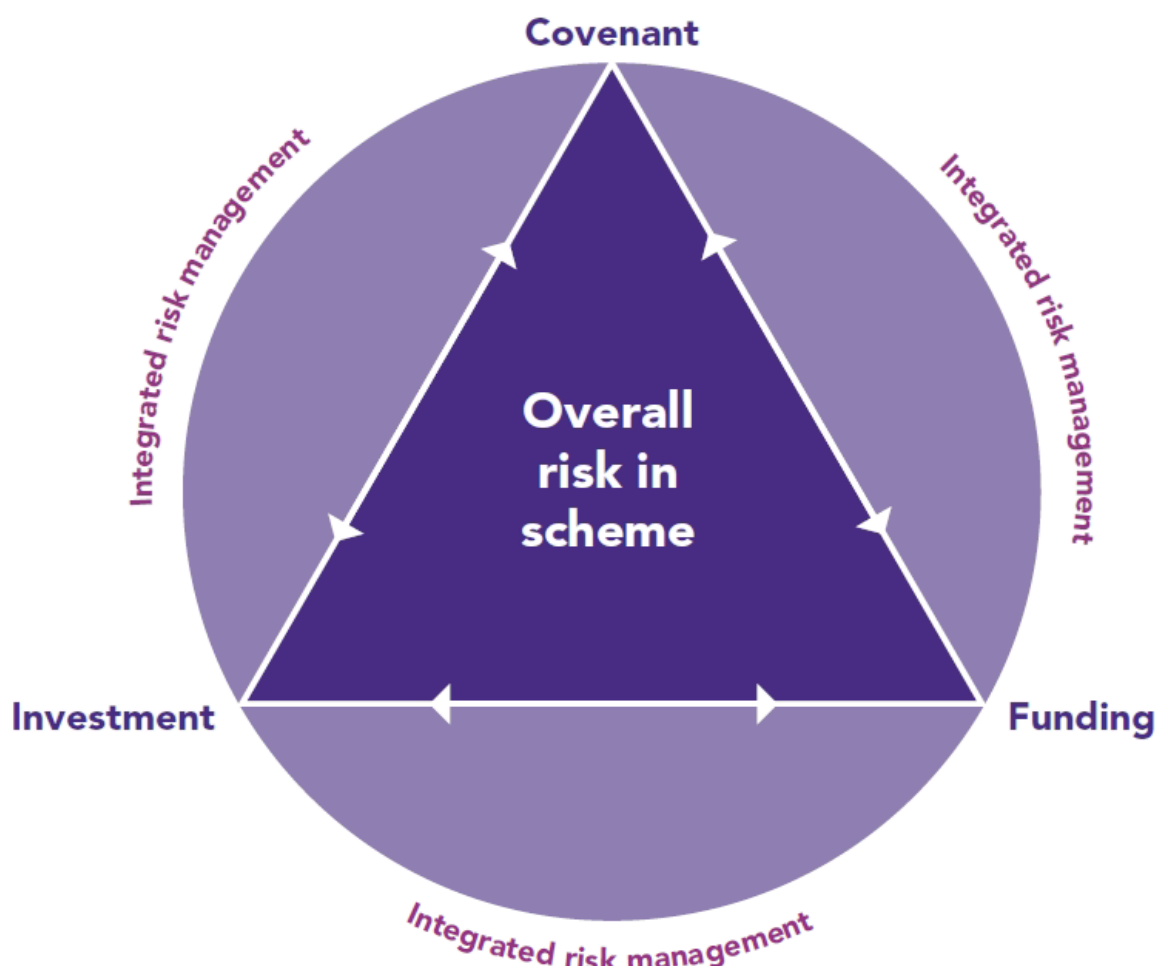 Covenant
Integrated risk management
Integrated risk management
Overall
risk in
scheme
Investment
Funding
Integrated risk management